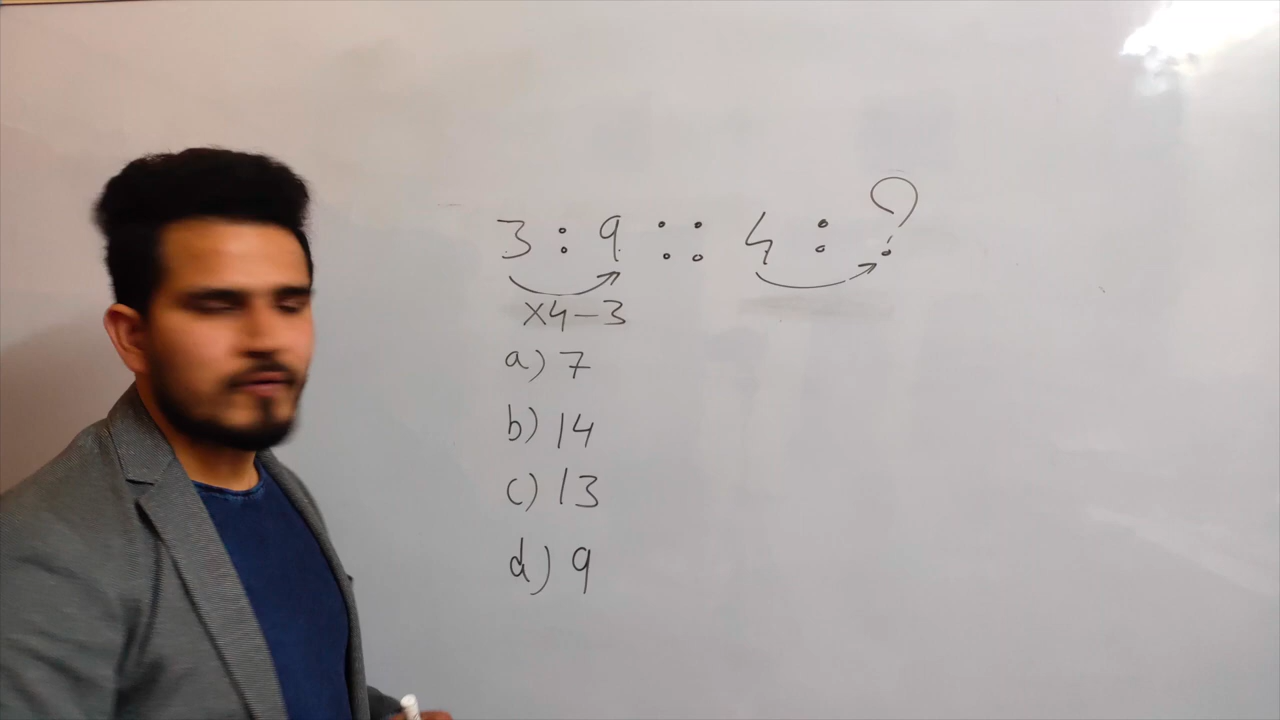 3 : 9 :: 4 : ?
×4-3
a) 7
b) 14
c) 13
d) 9